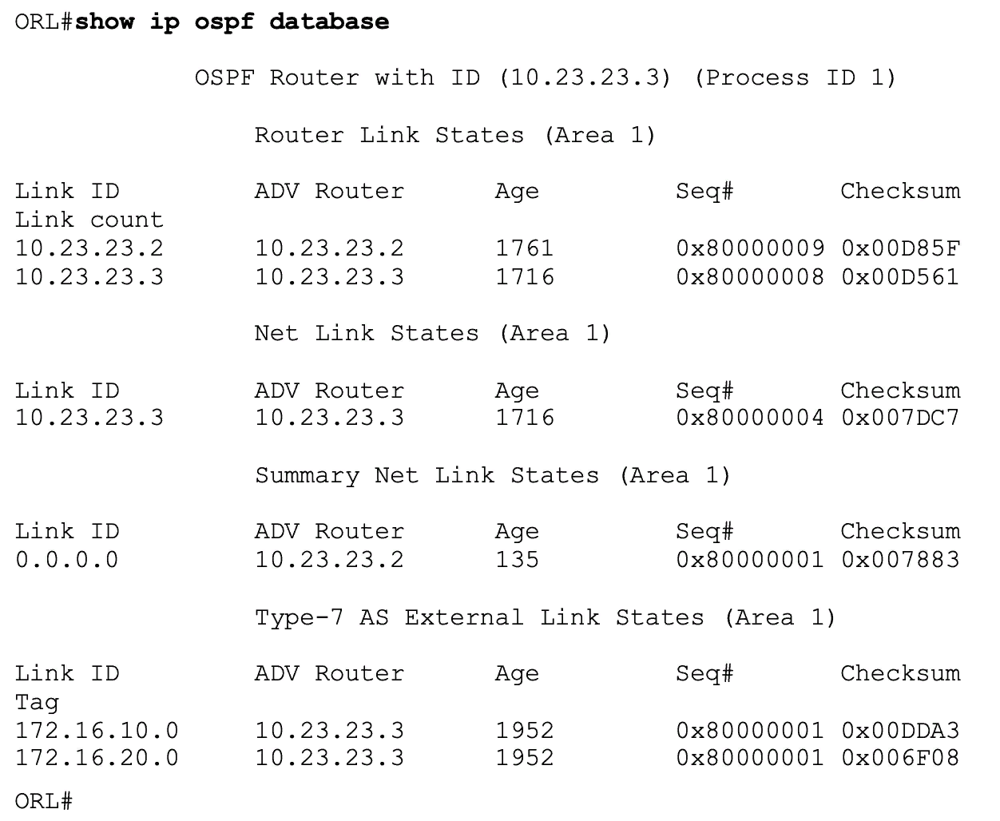 ORL#show ip ospf database
OSPF Router with ID (10.23.23.3) (Process ID 1)
Router Link States (Area 1)
Link ID ADV Router Age Seq# Checksum
Link count
10.23.23.2 10.23.23.2 1761 0x80000009 0x00D85F
10.23.23.3 10.23.23.3 1716 0x80000008 0x00D561
Net Link States (Area 1)
Link ID ADV Router Age Seq# Checksum
10.23.23.3 10.23.23.3 1716 0x80000004 0x007DC7
Summary Net Link States (Area 1)
Link ID ADV Router Age Seq# Checksum
0.0.0.0 10.23.23.2 135 0x80000001 0x007883
Type-7 AS External Link States (Area 1)
Link ID ADV Router Age Seq# Checksum
Tag
172.16.10.0 10.23.23.3 1952 0x80000001 0x00DDA3
172.16.20.0 10.23.23.3 1952 0x80000001 0x006F08
ORL#